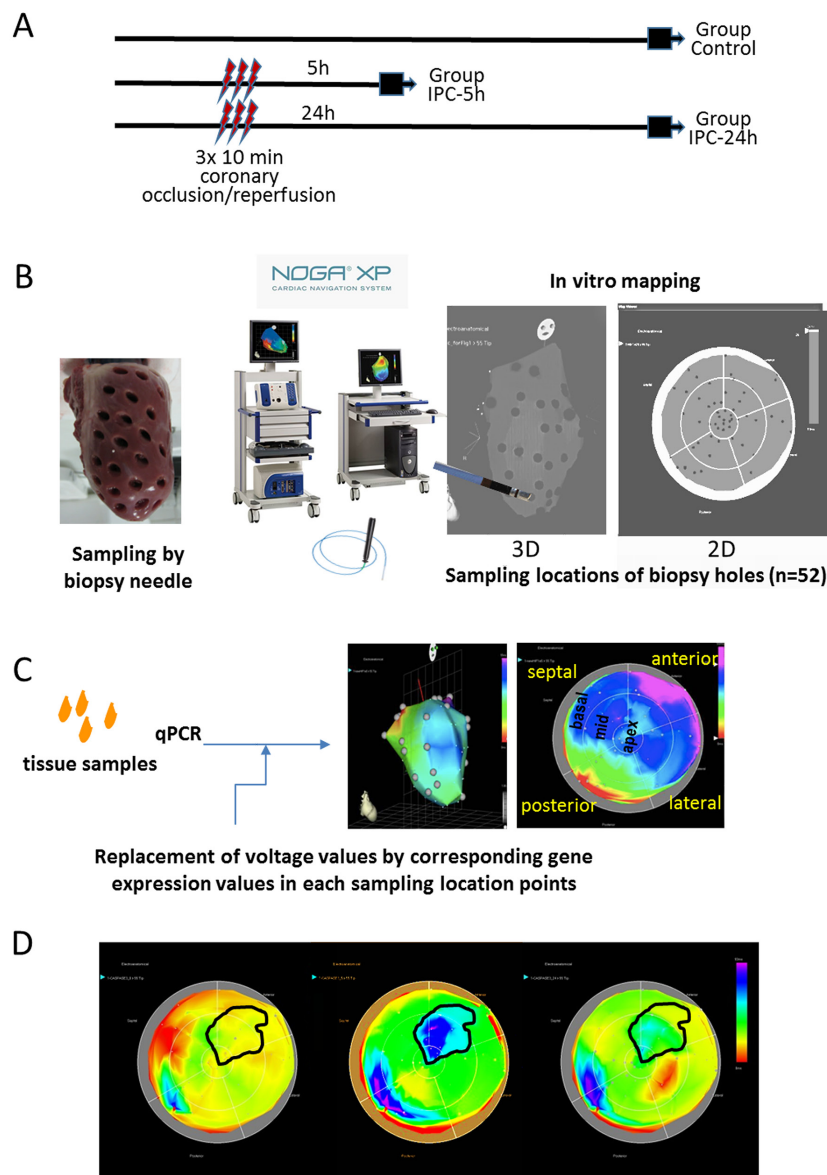 A
Group
Control
5h
Group
IPC-5h
24h
Group
IPC-24h
3x 10 min
coronary
occlusion/reperfusion
B
NOGA® XP
CARDIAC NAVIGATION SYSTEM
In vitro mapping
Sampling by
biopsy needle
3D
2D
Sampling locations of biopsy holes (n=52)
C
septal
anterior
basal
mid
apex
qPCR
tissue samples
posterior
lateral
Replacement of voltage values by corresponding gene
expression values in each sampling location points
D